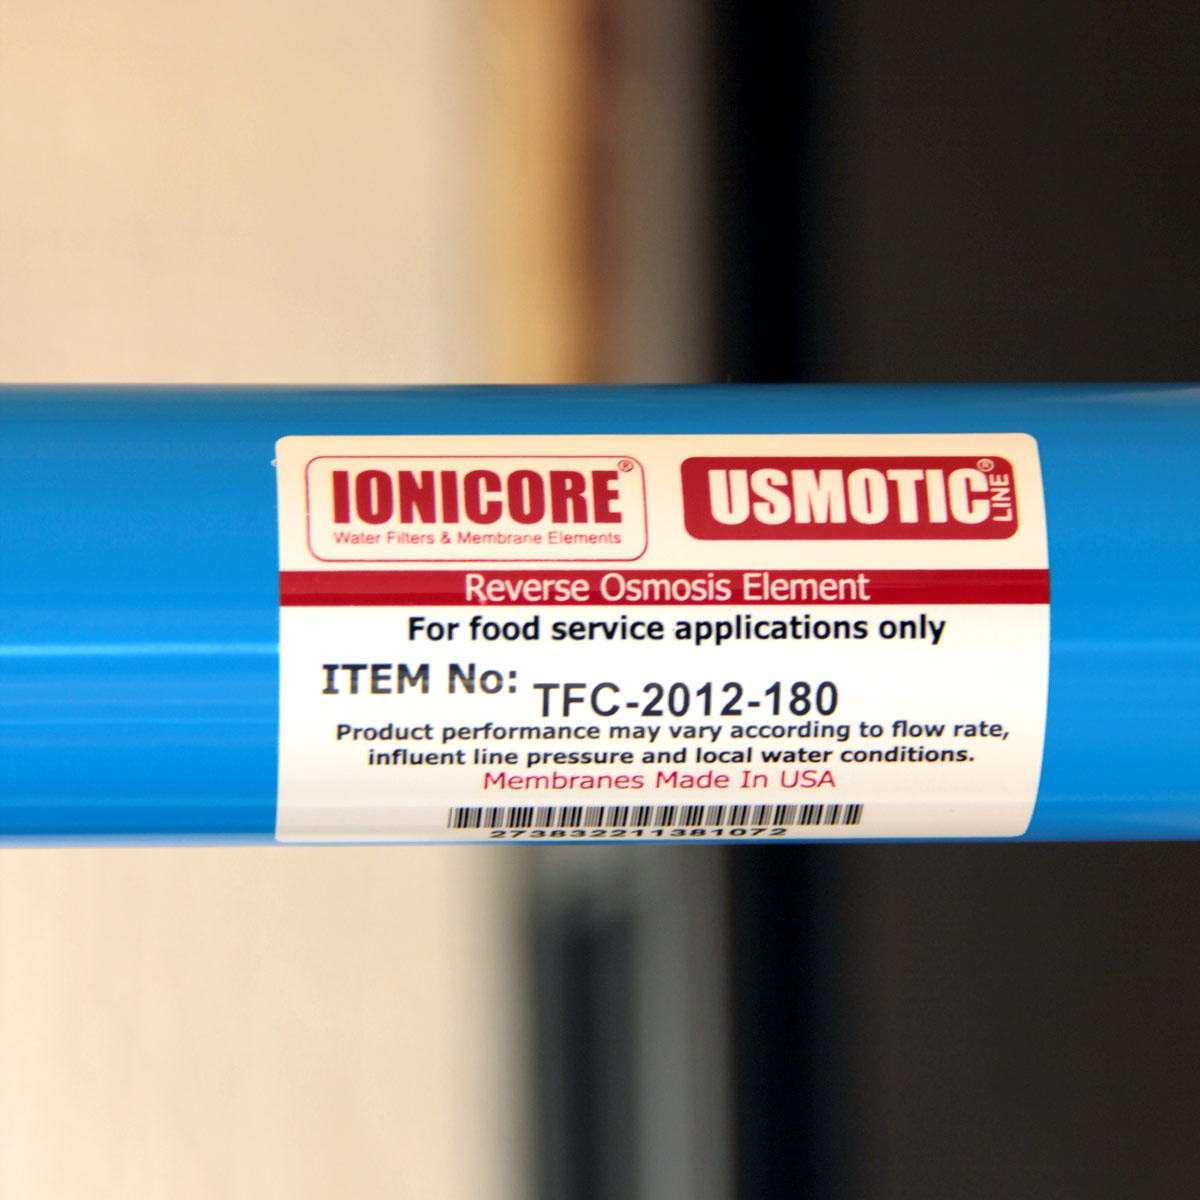 IONICORE®
Water Filters & Membrane Elements
USMOTIC®
LINE
Reverse Osmosis Element
For food service applications only
ITEM No: TFC-2012-180
Product performance may vary according to flow rate,
influent line pressure and local water conditions.
Membranes Made In USA
273832211381072